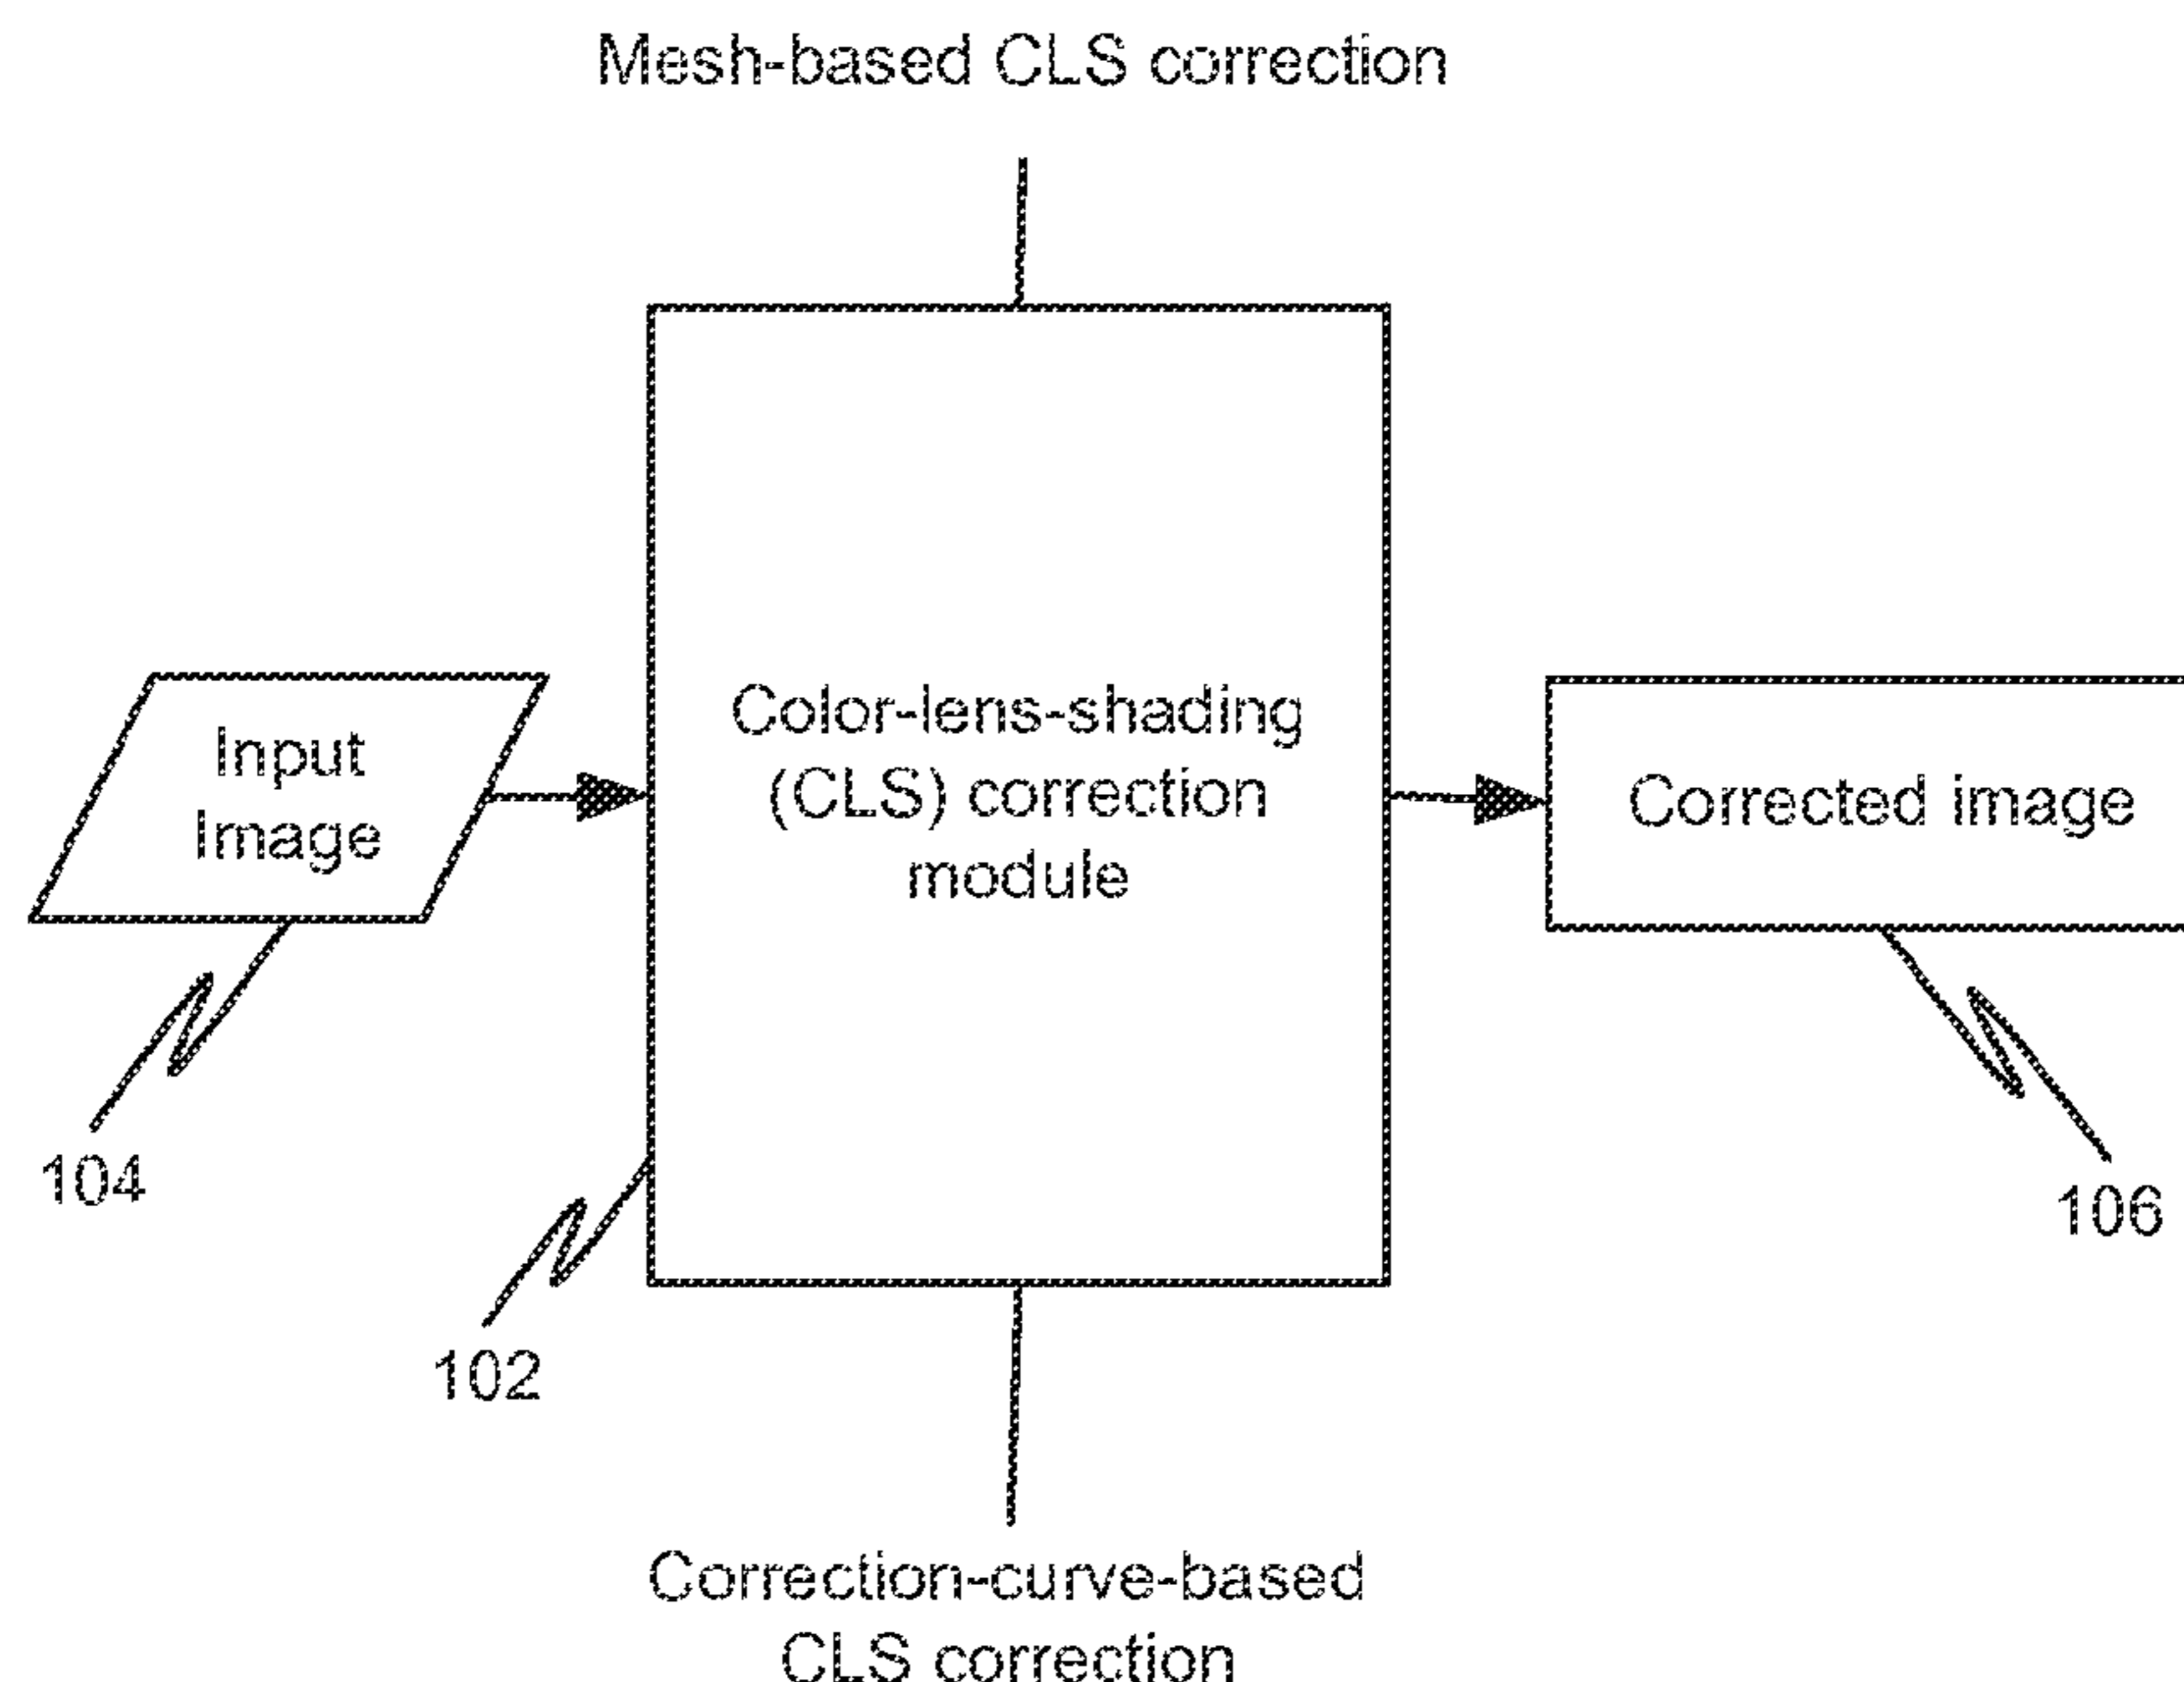 Mesh-based CLS correction
Input
Image
Color-lens-shading
(CLS) correction
module
Corrected image
104
102
106
Correction-curve-based
CLS correction